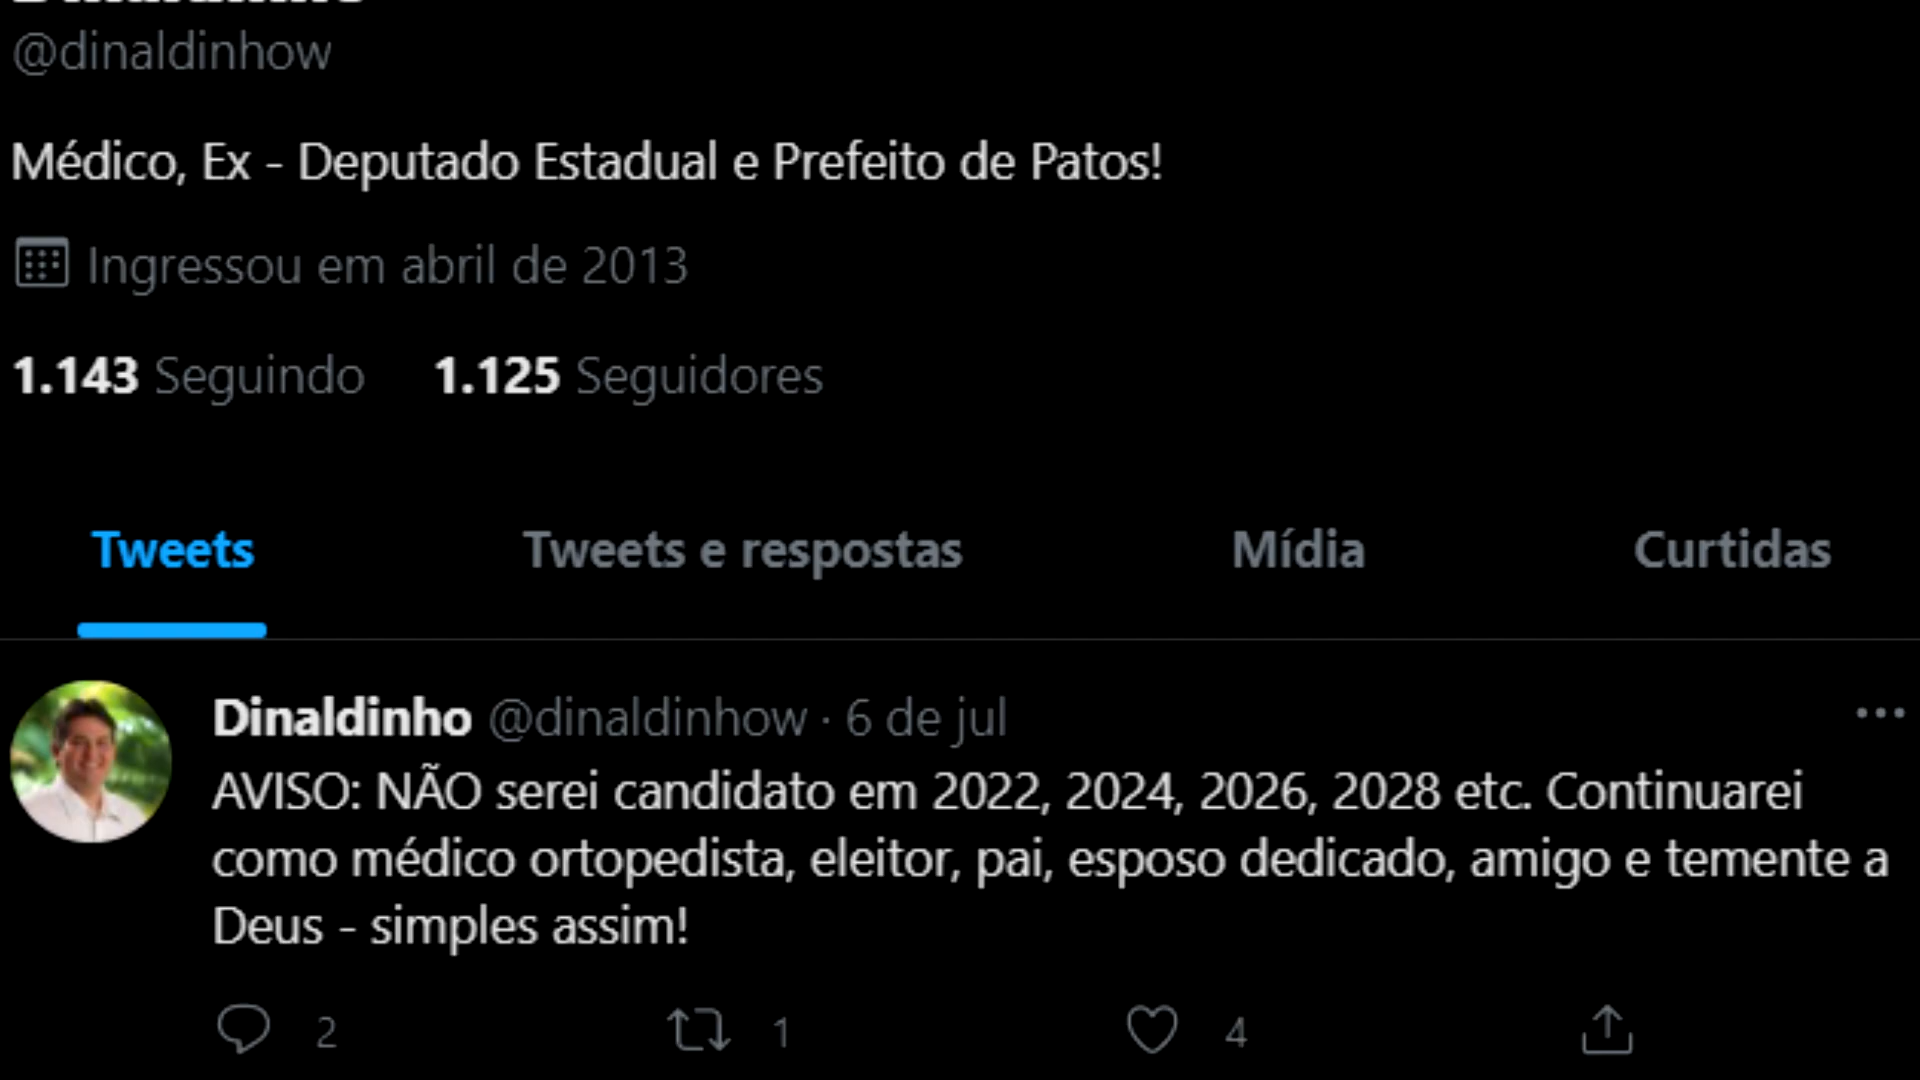 @dinaldinhow
Médico, Ex - Deputado Estadual e Prefeito de Patos!
Ingressou em abril de 2013
1.143 Seguindo 1.125 Seguidores
Tweets Tweets e respostas Mídia Curtidas
Dinaldinho @dinaldinhow · 6 de jul
AVISO: NÃO serei candidato em 2022, 2024, 2026, 2028 etc. Continuarei
como médico ortopedista, eleitor, pai, esposo dedicado, amigo e temente a
Deus - simples assim!
2 1 4